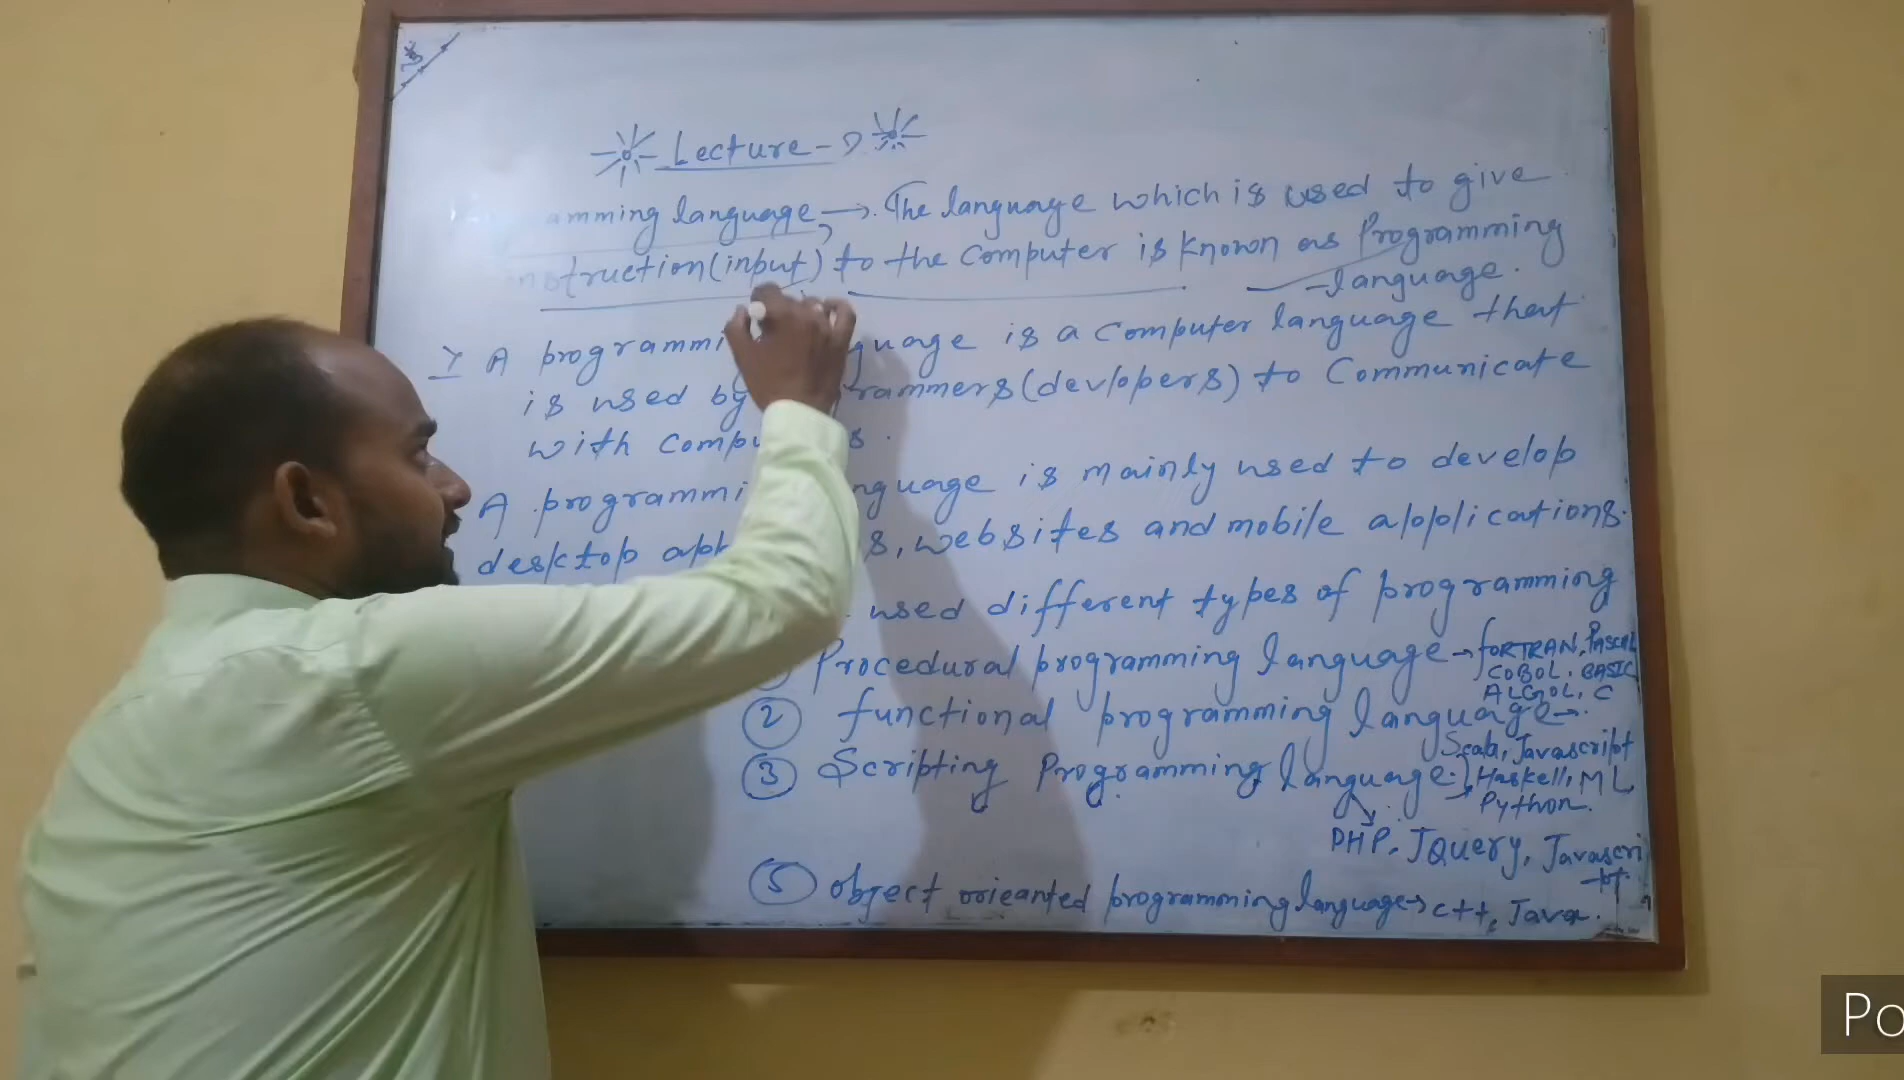 Lecture-7
amming language → The language which is used to give
nstruction(input) to the computer is known as Programming
-language.
I A programmi guage is a computer language that
is used by rammers(devlopers) to communicate
with compu s.
A programmi nguage is mainly used to develop
desktop app s, websites and mobile applications.
used different types of programming
Procedural programming language → FORTRAN, PASCAL
COBOL, BASIC
ALGOL, C
2 functional programming language →
Scala, Javascript
3 Scripting Programming language. Haskell, ML
Python.
PHP, JQuery, Javascri
-pt.
5 object orieanted programming language → c++, Java.
Po